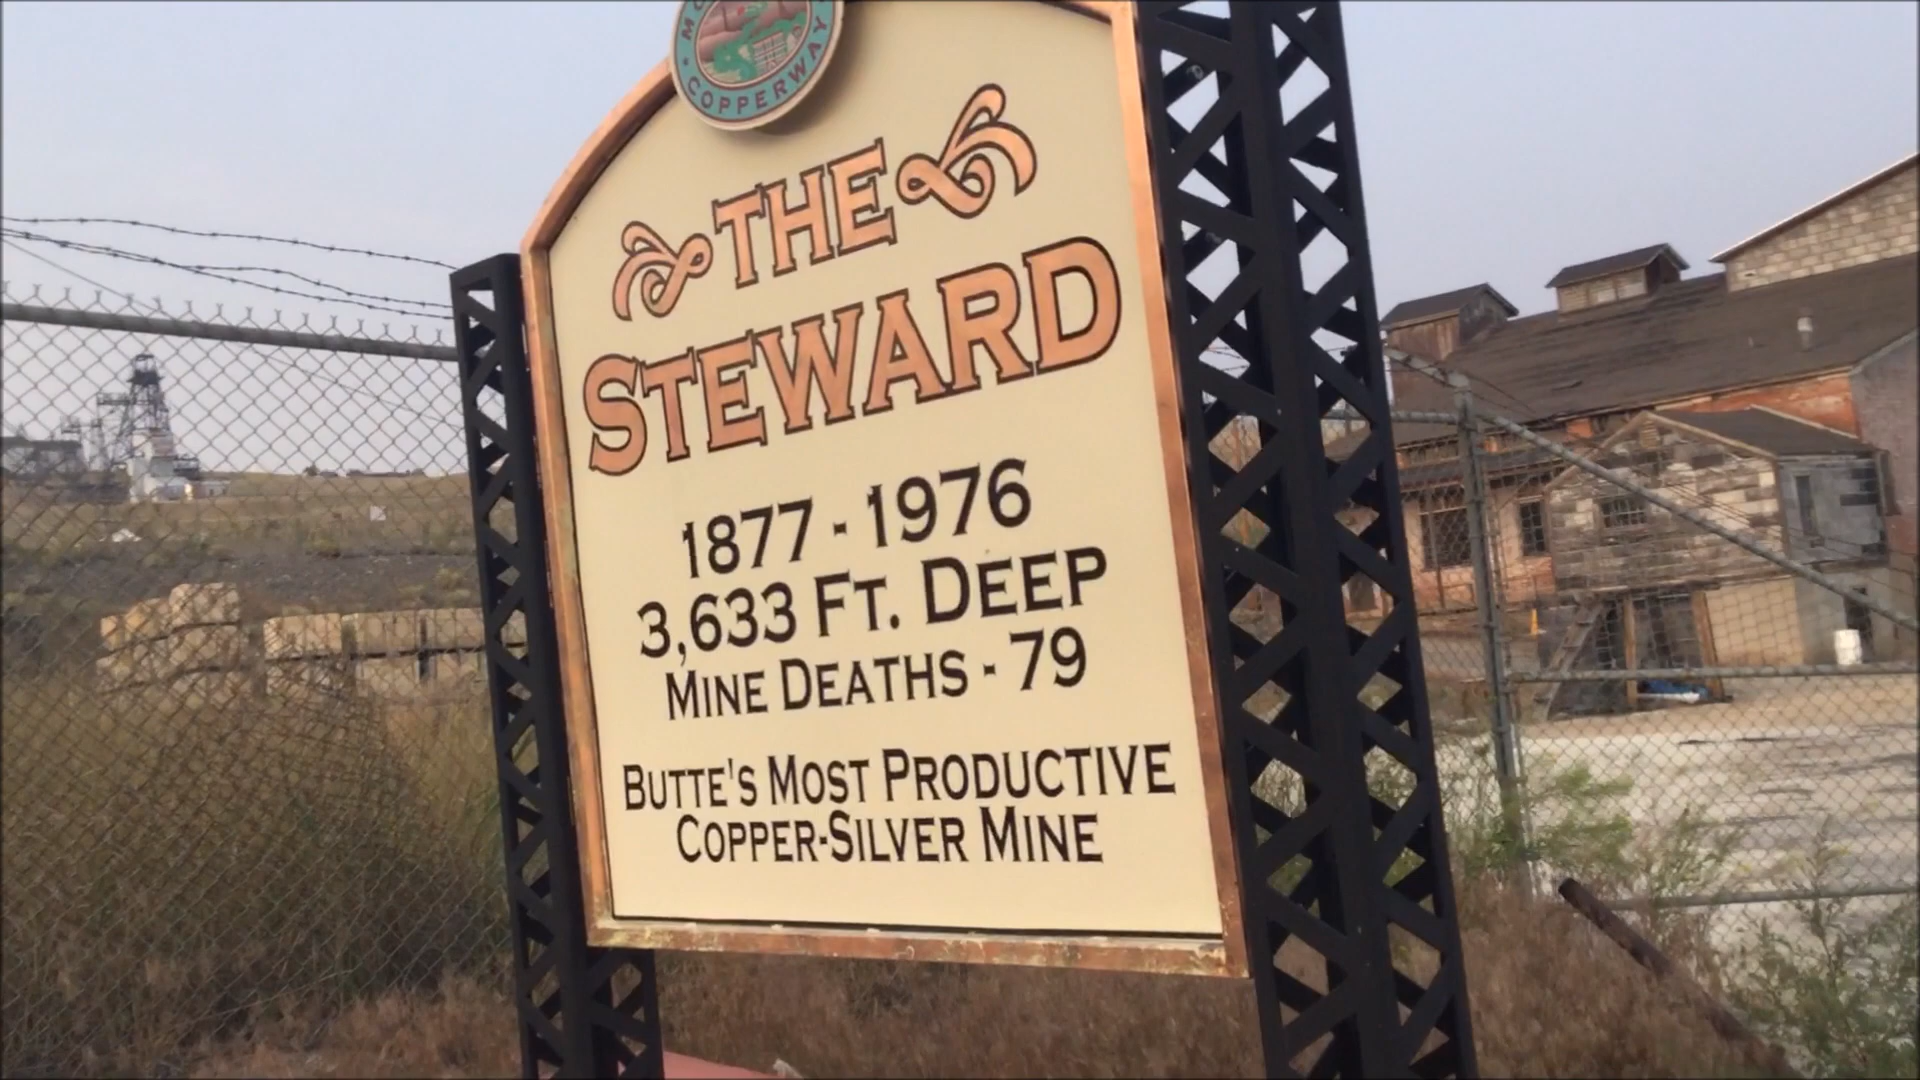 COPPERWAY
THE
STEWARD
1877 - 1976
3,633 FT. DEEP
MINE DEATHS - 79
BUTTE'S MOST PRODUCTIVE
COPPER-SILVER MINE